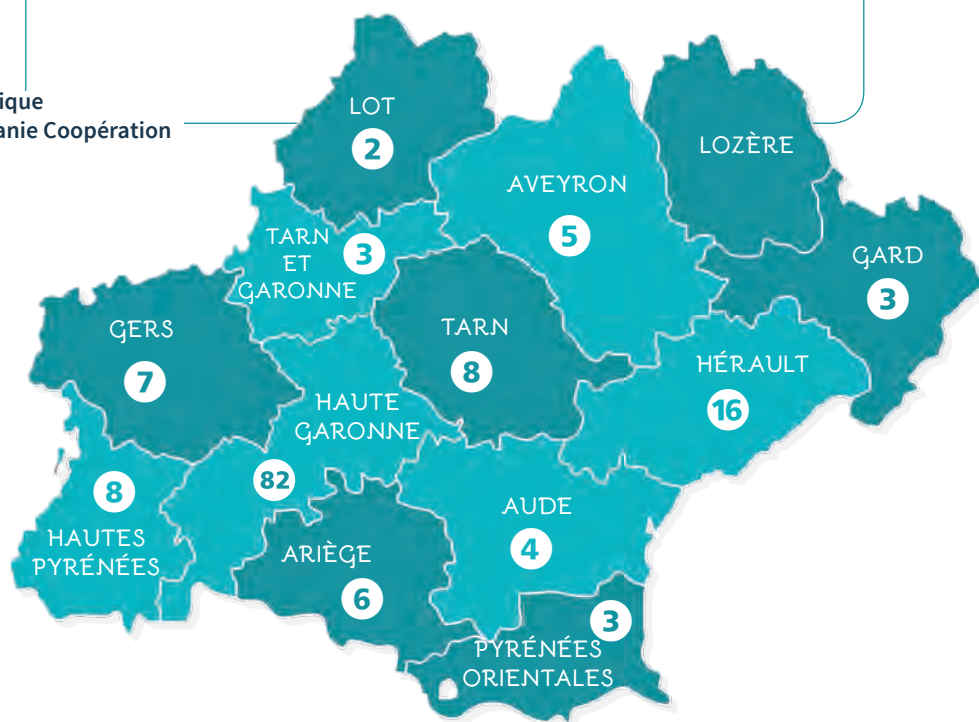 ique
anie Coopération
LOT
2
LOZÈRE
AVEYRON
5
TARN
ET
GARONNE
3
GARD
3
GERS
7
TARN
8
HÉRAULT
16
HAUTE
GARONNE
82
8
HAUTES
PYRÉNÉES
AUDE
4
ARIÈGE
6
3
PYRÉNÉES
ORIENTALES